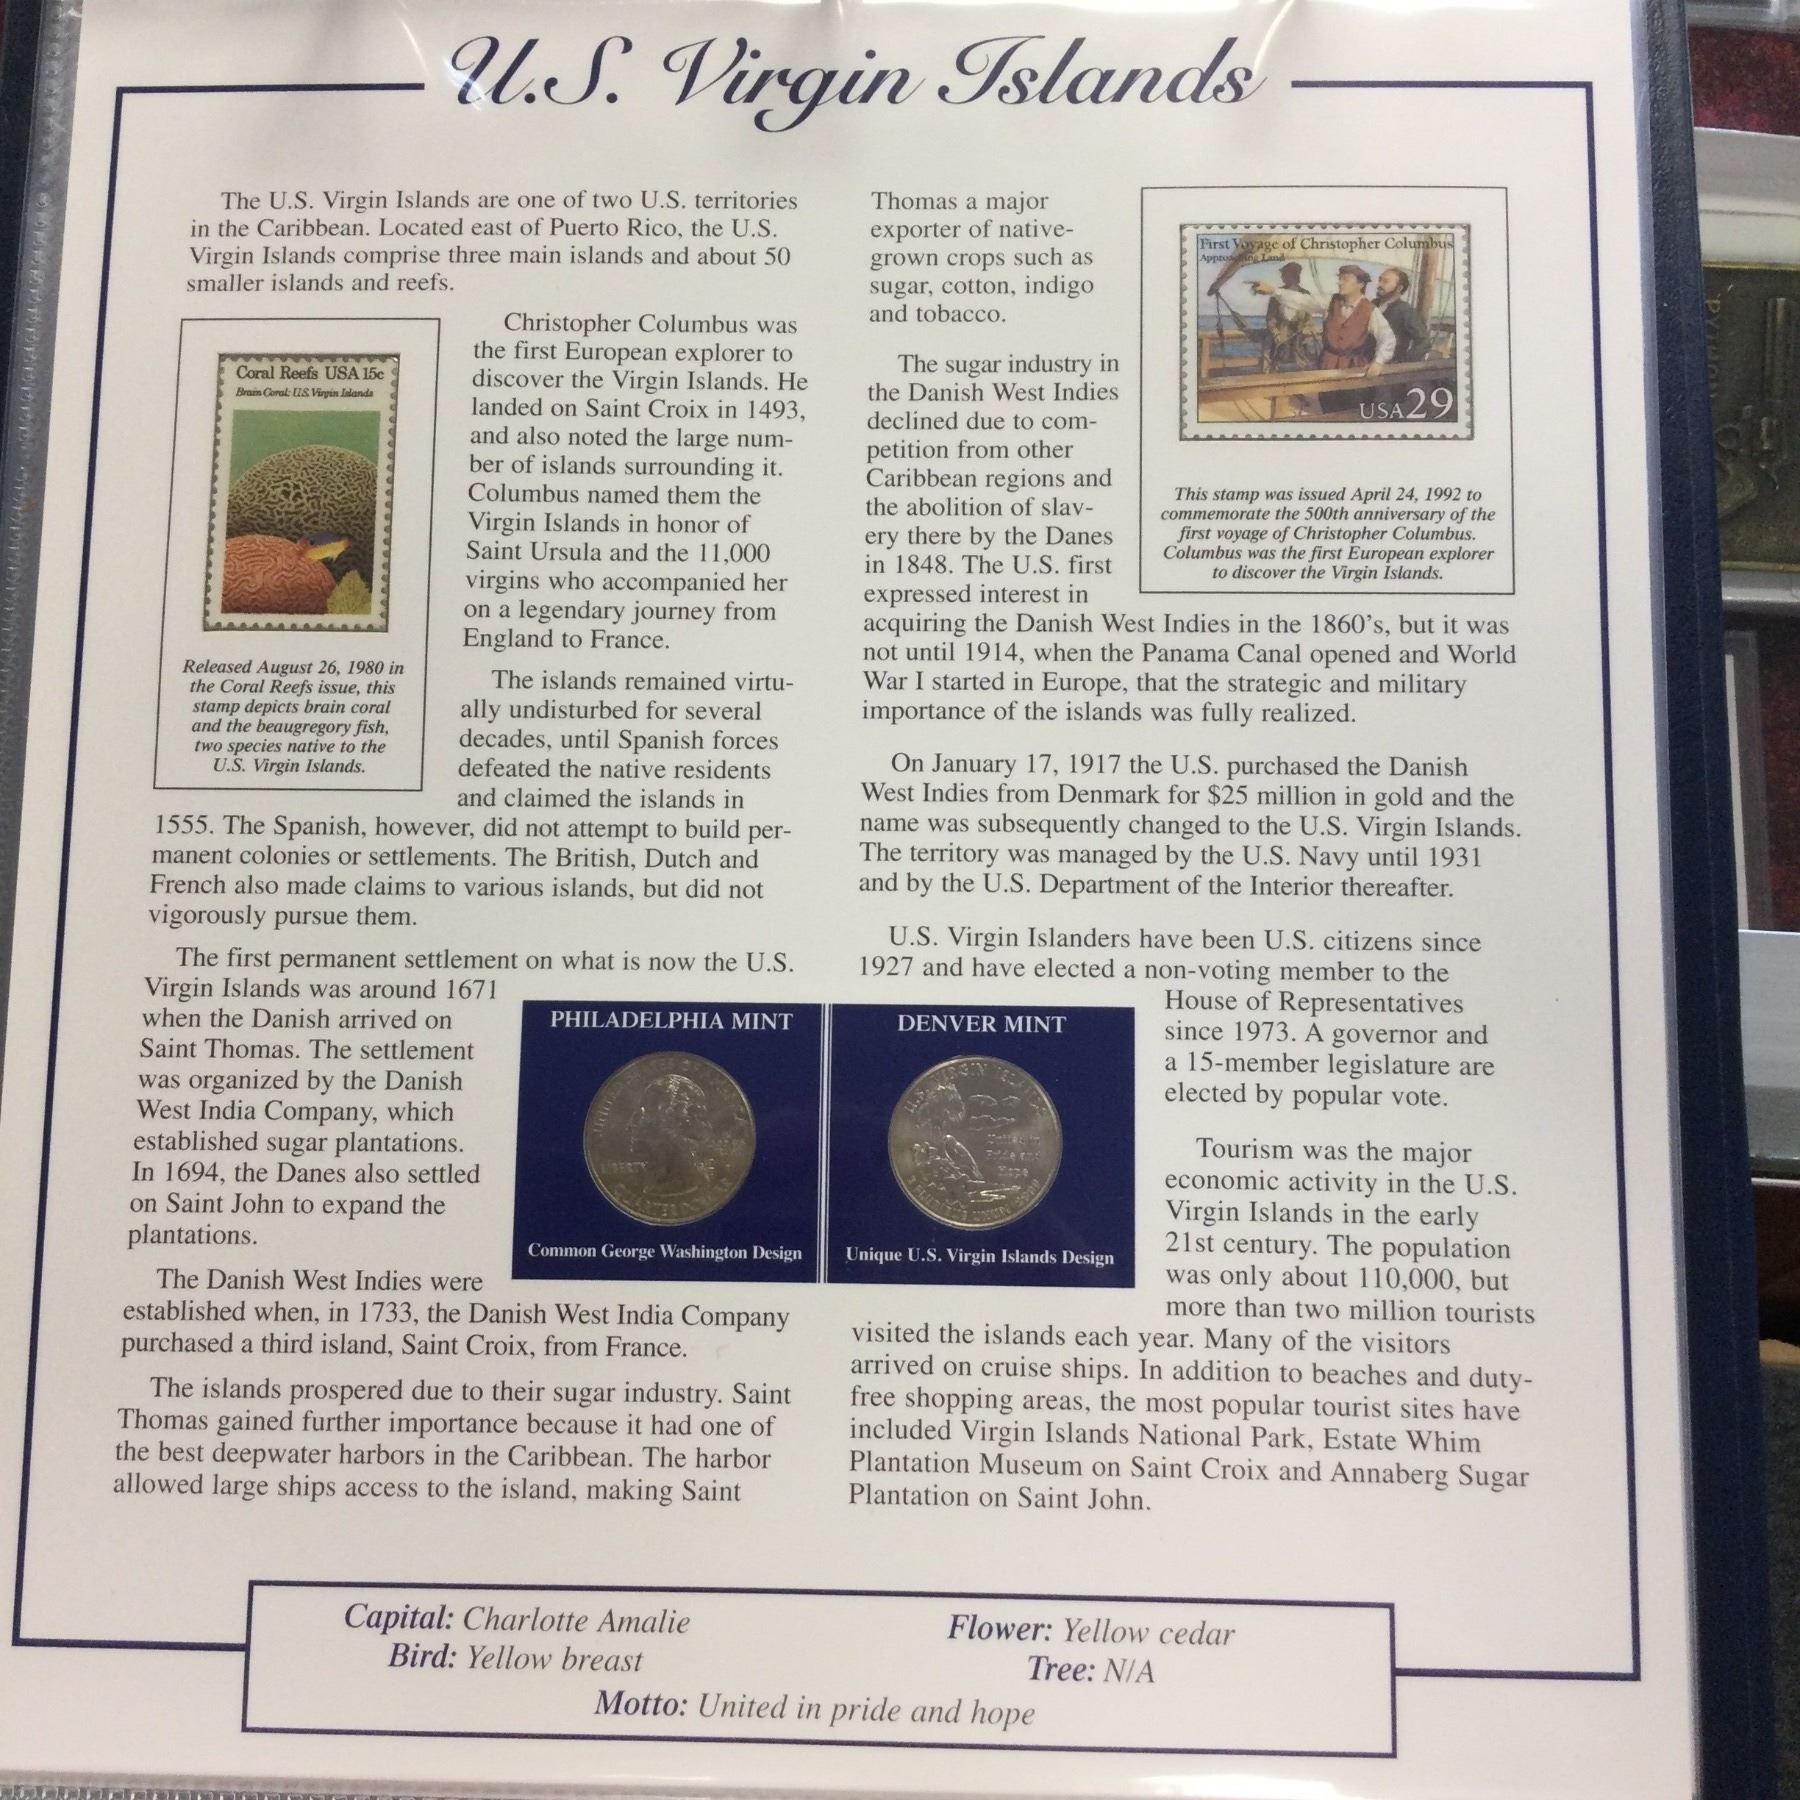 U.S. Virgin Islands
The U.S. Virgin Islands are one of two U.S. territories
in the Caribbean. Located east of Puerto Rico, the U.S.
Virgin Islands comprise three main islands and about 50
smaller islands and reefs.
Coral Reefs USA 15c
Brain Coral: U.S. Virgin Islands
Released August 26, 1980 in
the Coral Reefs issue, this
stamp depicts brain coral
and the beaugregory fish,
two species native to the
U.S. Virgin Islands.
Christopher Columbus was
the first European explorer to
discover the Virgin Islands. He
landed on Saint Croix in 1493,
and also noted the large num-
ber of islands surrounding it.
Columbus named them the
Virgin Islands in honor of
Saint Ursula and the 11,000
virgins who accompanied her
on a legendary journey from
England to France.
The islands remained virtu-
ally undisturbed for several
decades, until Spanish forces
defeated the native residents
and claimed the islands in
1555. The Spanish, however, did not attempt to build per-
manent colonies or settlements. The British, Dutch and
French also made claims to various islands, but did not
vigorously pursue them.
The first permanent settlement on what is now the U.S.
Virgin Islands was around 1671
when the Danish arrived on
Saint Thomas. The settlement
was organized by the Danish
West India Company, which
established sugar plantations.
In 1694, the Danes also settled
on Saint John to expand the
plantations.
The Danish West Indies were
established when, in 1733, the Danish West India Company
purchased a third island, Saint Croix, from France.
The islands prospered due to their sugar industry. Saint
Thomas gained further importance because it had one of
the best deepwater harbors in the Caribbean. The harbor
allowed large ships access to the island, making Saint
Thomas a major
exporter of native-
grown crops such as
sugar, cotton, indigo
and tobacco.
First Voyage of Christopher Columbus
Approaching Land
USA 29
This stamp was issued April 24, 1992 to
commemorate the 500th anniversary of the
first voyage of Christopher Columbus.
Columbus was the first European explorer
to discover the Virgin Islands.
The sugar industry in
the Danish West Indies
declined due to com-
petition from other
Caribbean regions and
the abolition of slav-
ery there by the Danes
in 1848. The U.S. first
expressed interest in
acquiring the Danish West Indies in the 1860's, but it was
not until 1914, when the Panama Canal opened and World
War I started in Europe, that the strategic and military
importance of the islands was fully realized.
On January 17, 1917 the U.S. purchased the Danish
West Indies from Denmark for $25 million in gold and the
name was subsequently changed to the U.S. Virgin Islands.
The territory was managed by the U.S. Navy until 1931
and by the U.S. Department of the Interior thereafter.
U.S. Virgin Islanders have been U.S. citizens since
1927 and have elected a non-voting member to the
House of Representatives
since 1973. A governor and
a 15-member legislature are
elected by popular vote.
Tourism was the major
economic activity in the U.S.
Virgin Islands in the early
21st century. The population
was only about 110,000, but
more than two million tourists
visited the islands each year. Many of the visitors
arrived on cruise ships. In addition to beaches and duty-
free shopping areas, the most popular tourist sites have
included Virgin Islands National Park, Estate Whim
Plantation Museum on Saint Croix and Annaberg Sugar
Plantation on Saint John.
PHILADELPHIA MINT
LIBERTY
QUARTER DOLLAR
Common George Washington Design
DENVER MINT
U.S. VIRGIN ISLANDS
United in
Pride and
Hope
E PLURIBUS UNUM 2009
Unique U.S. Virgin Islands Design
Capital: Charlotte Amalie
Bird: Yellow breast
Flower: Yellow cedar
Tree: N/A
Motto: United in pride and hope